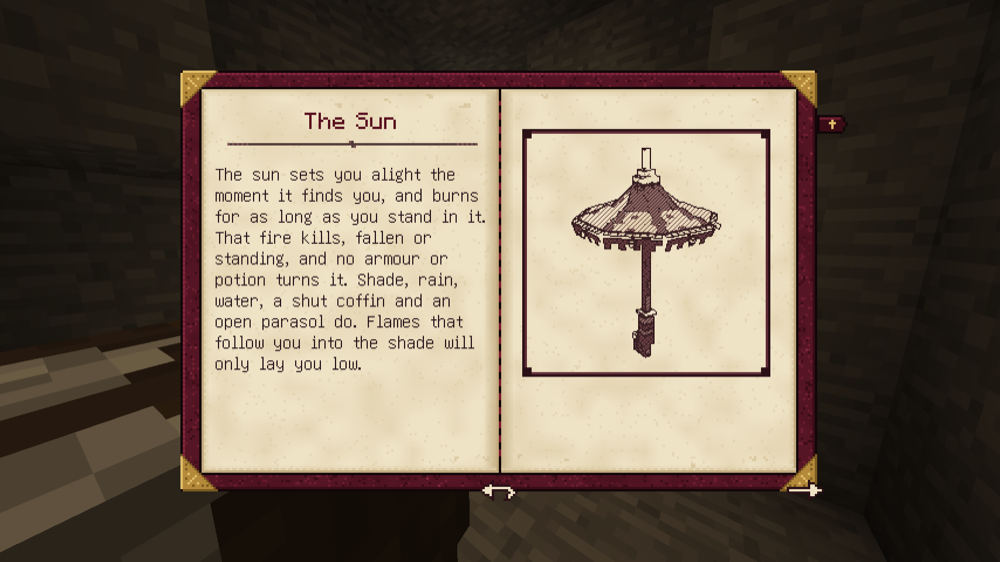 The Sun
The sun sets you alight the
moment it finds you, and burns
for as long as you stand in it.
That fire kills, fallen or
standing, and no armour or
potion turns it. Shade, rain,
water, a shut coffin and an
open parasol do. Flames that
follow you into the shade will
only lay you low.